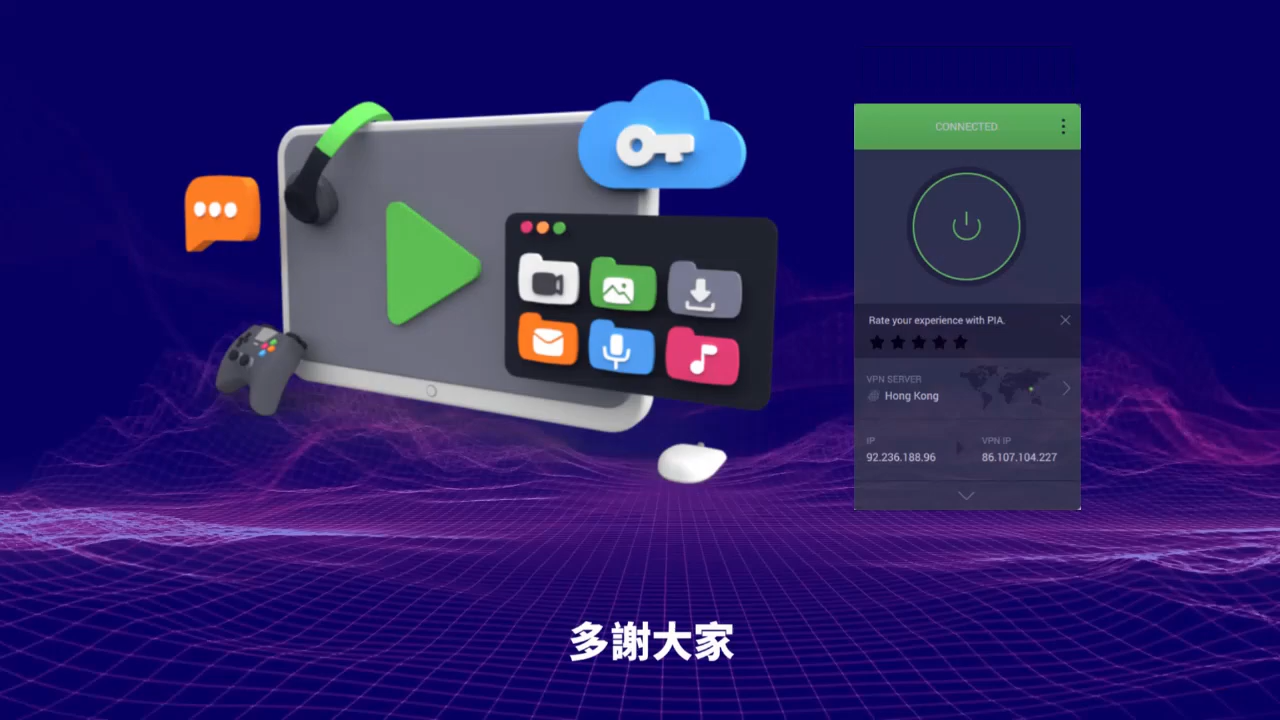 CONNECTED
Rate your experience with PIA.
VPN SERVER
Hong Kong
IP
VPN IP
92.236.188.96
86.107.104.227
多謝大家